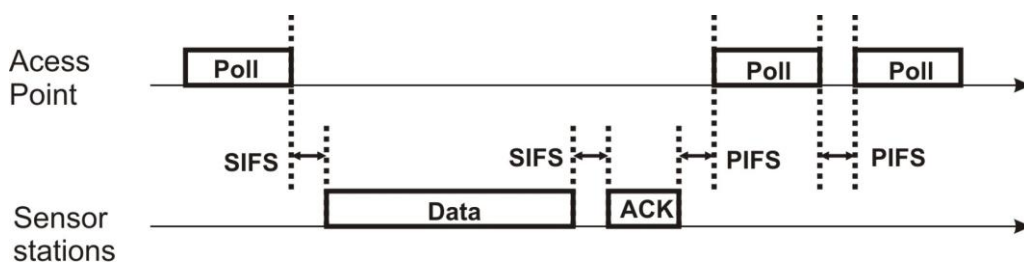 Acess
Point
Poll
Poll
Poll
SIFS
SIFS
PIFS
PIFS
Sensor
stations
Data
ACK